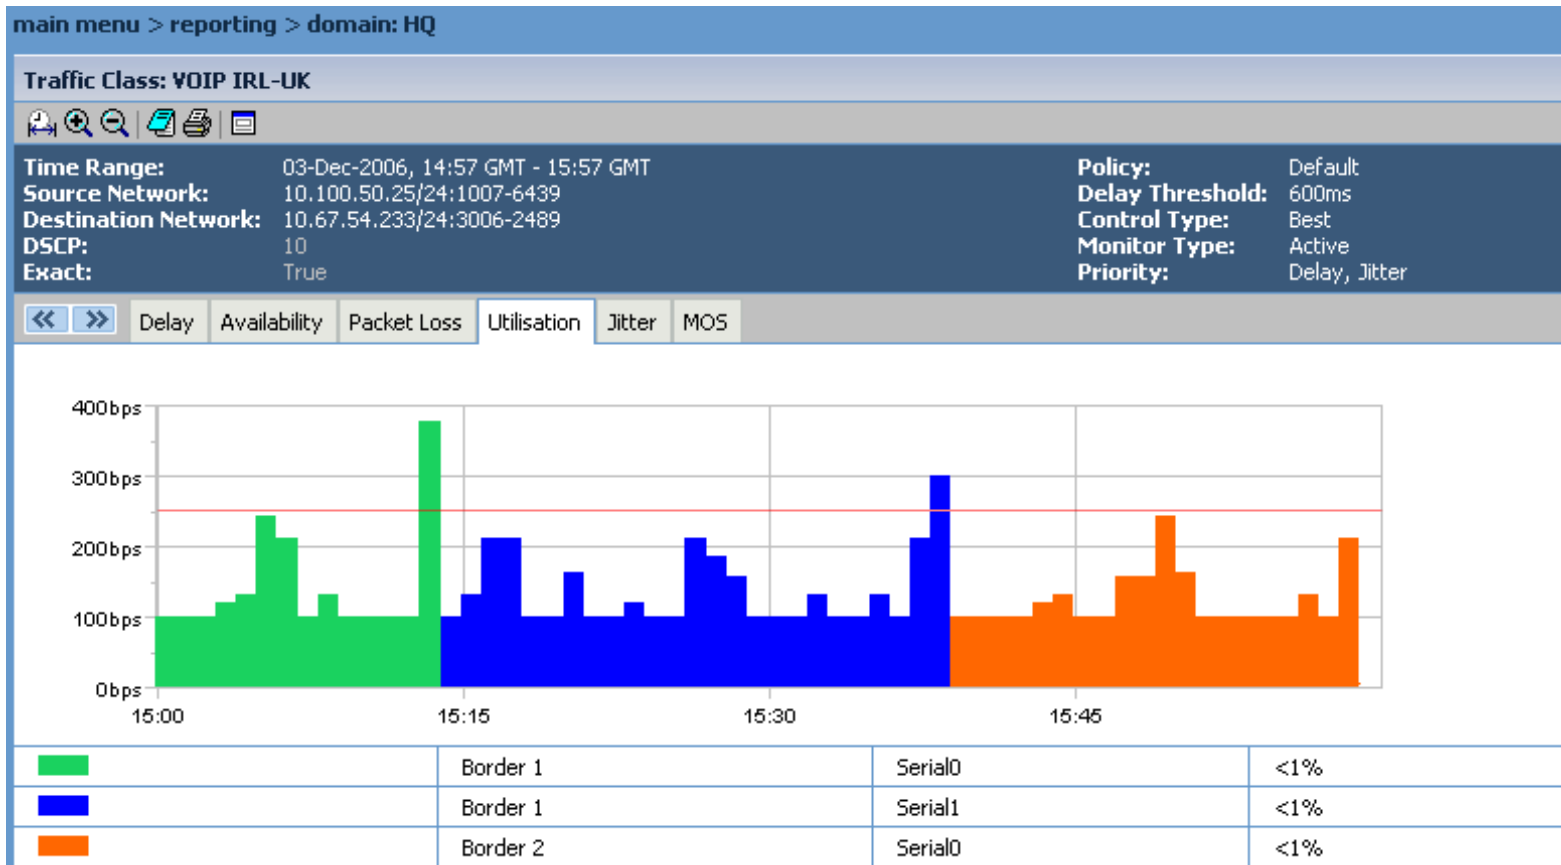 main menu > reporting > domain: HQ
Traffic Class: VOIP IRL-UK
Time Range: 03-Dec-2006, 14:57 GMT - 15:57 GMT Policy: Default
Source Network: 10.100.50.25/24:1007-6439 Delay Threshold: 600ms
Destination Network: 10.67.54.233/24:3006-2489 Control Type: Best
DSCP: 10 Monitor Type: Active
Exact: True Priority: Delay, Jitter
Delay Availability Packet Loss Utilisation Jitter MOS
400bps
300bps
200bps
100bps
0bps
15:00 15:15 15:30 15:45
Border 1 Serial0 <1%
Border 1 Serial1 <1%
Border 2 Serial0 <1%